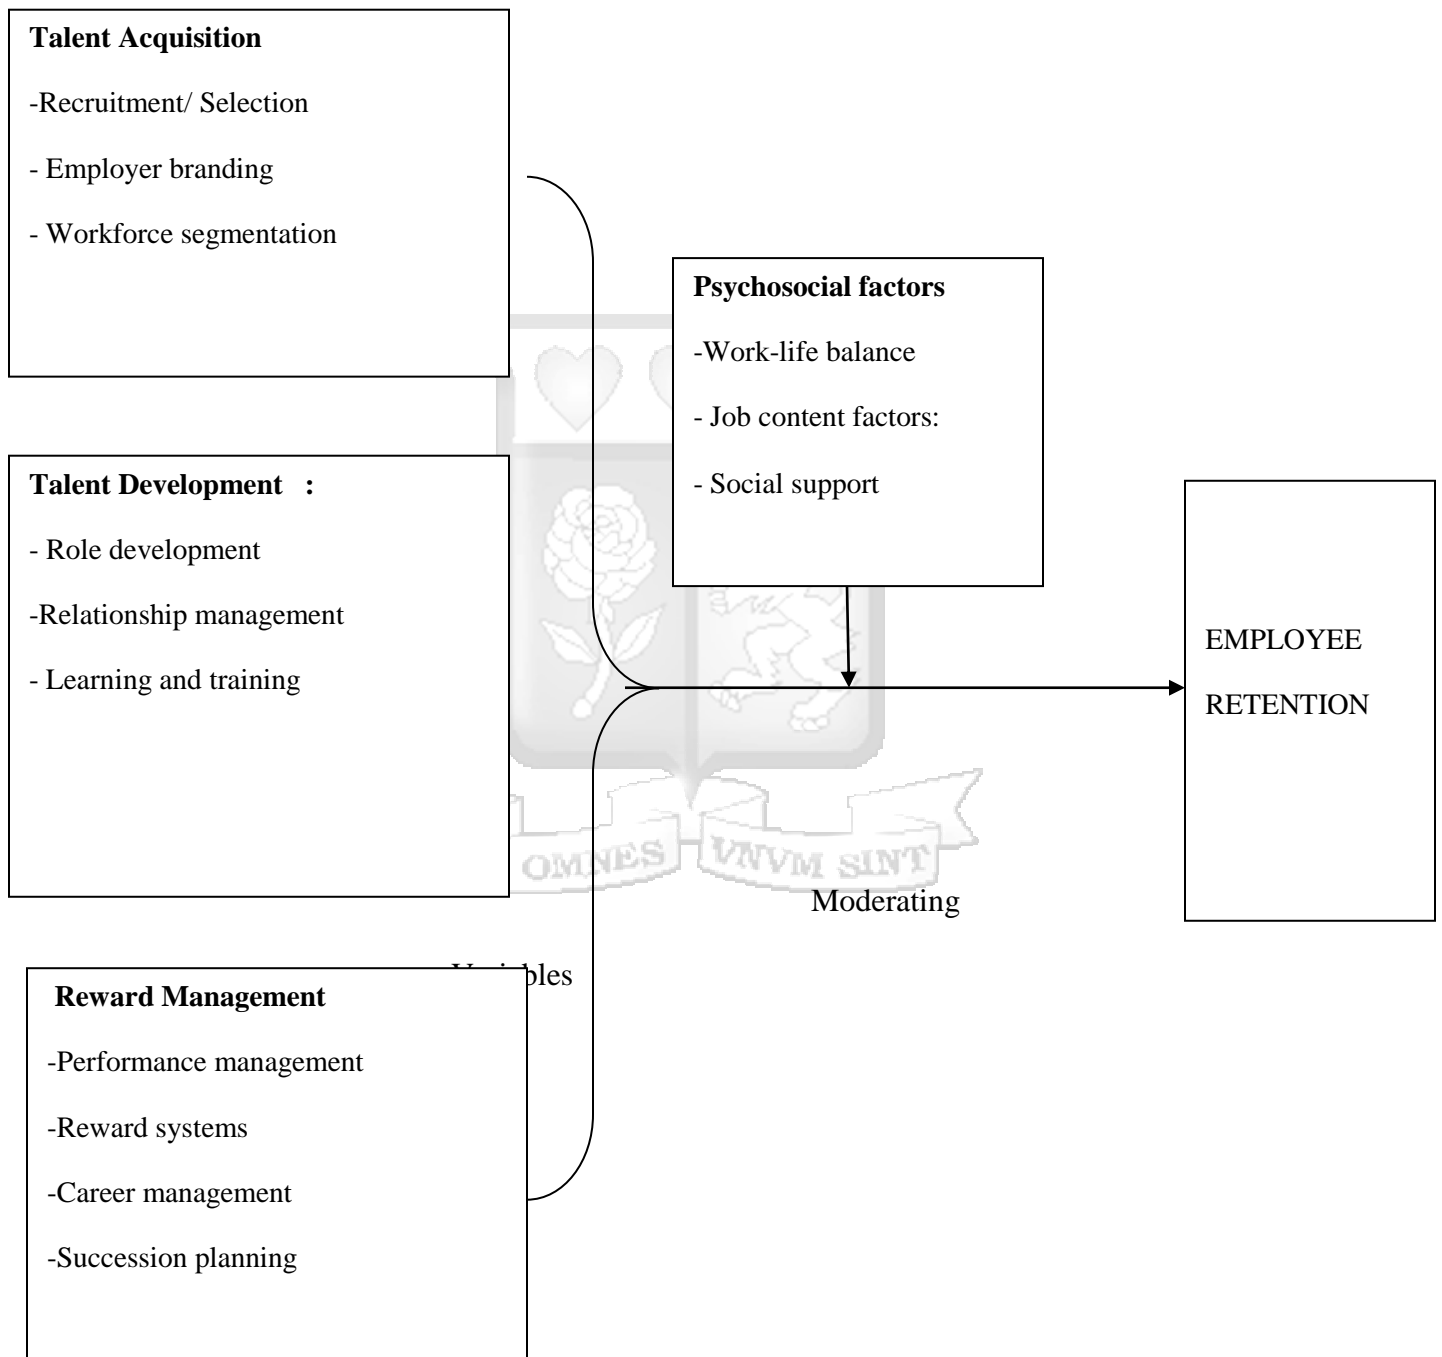 Talent Acquisition
-Recruitment/ Selection
- Employer branding
- Workforce segmentation
Psychosocial factors
-Work-life balance
- Job content factors:
- Social support
Talent Development   :
- Role development
-Relationship management
- Learning and training
EMPLOYEE
RETENTION
OMNES VNVM SINT
Moderating
Reward Management
-Performance management
-Reward systems
-Career management
-Succession planning